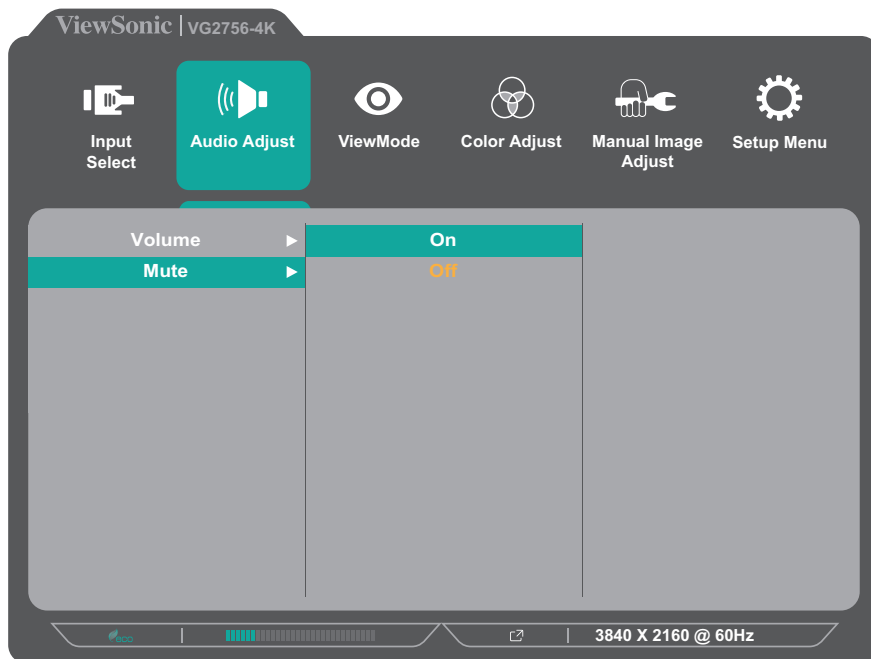 ViewSonic | VG2756-4K
Input
Select
Audio Adjust
ViewMode
Color Adjust
Manual Image
Adjust
Setup Menu
Volume
On
Mute
Off
eco
3840 X 2160 @ 60Hz